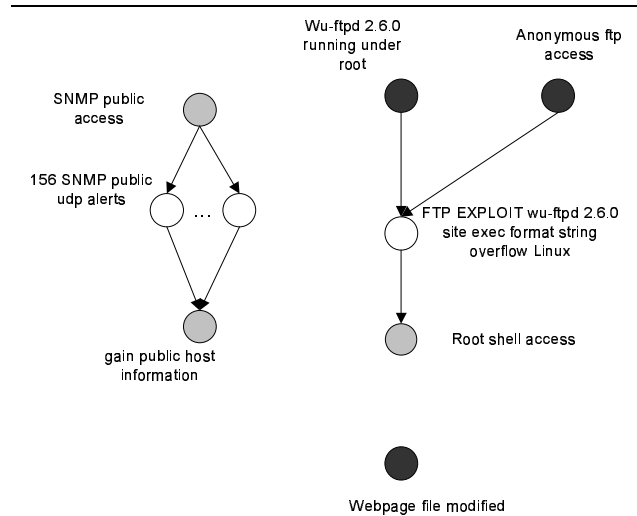 Wu-ftpd 2.6.0
running under
root
Anonymous ftp
access
SNMP public
access
156 SNMP public
udp alerts
...
FTP EXPLOIT wu-ftpd 2.6.0
site exec format string
overflow Linux
gain public host
information
Root shell access
Webpage file modified